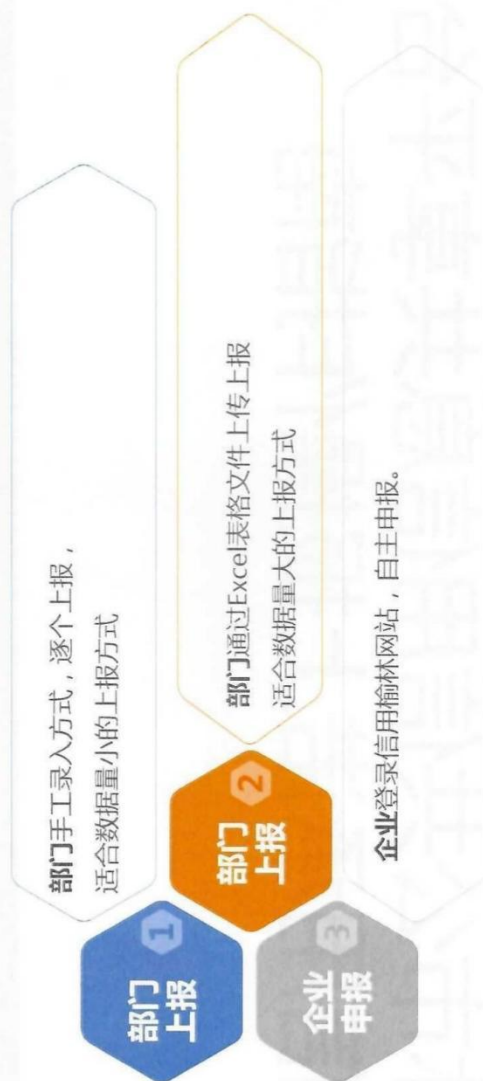 1
部门
上报
部门手工录入方式，逐个上报，
适合数据量小的上报方式
2
部门
上报
部门通过Excel表格文件上传上报
适合数据量大的上报方式
3
企业
申报
企业登录信用榆林网站，自主申报。